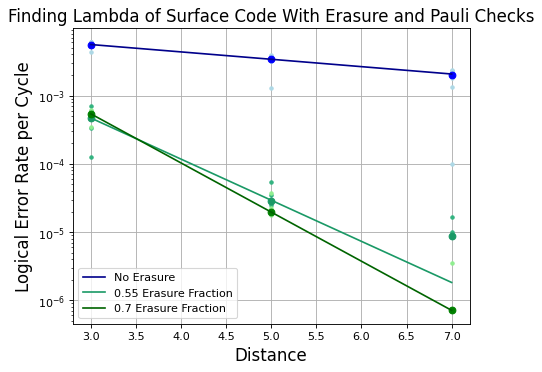 Finding Lambda of Surface Code With Erasure and Pauli Checks
Logical Error Rate per Cycle
10⁻³
10⁻⁴
10⁻⁵
10⁻⁶
No Erasure
0.55 Erasure Fraction
0.7 Erasure Fraction
3.0 3.5 4.0 4.5 5.0 5.5 6.0 6.5 7.0
Distance